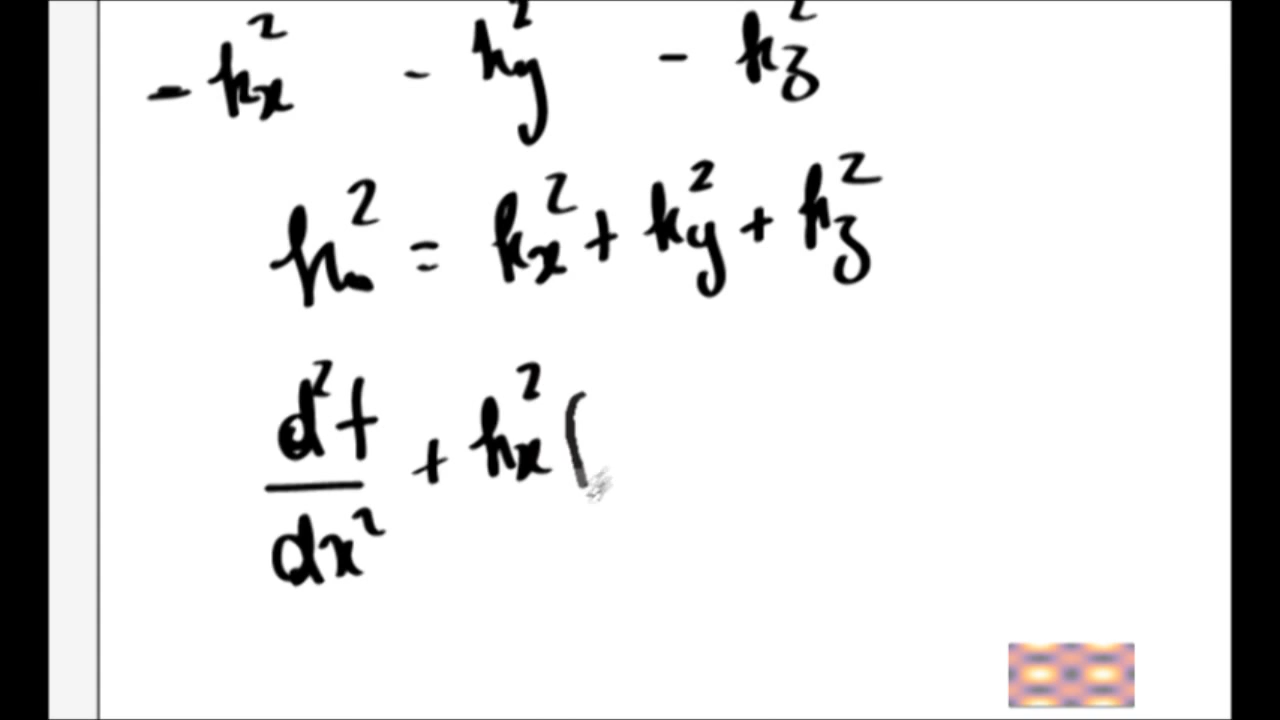 - kx² - ky² - kz²
k² = kx² + ky² + kz²
d²f/dx² + kx² (